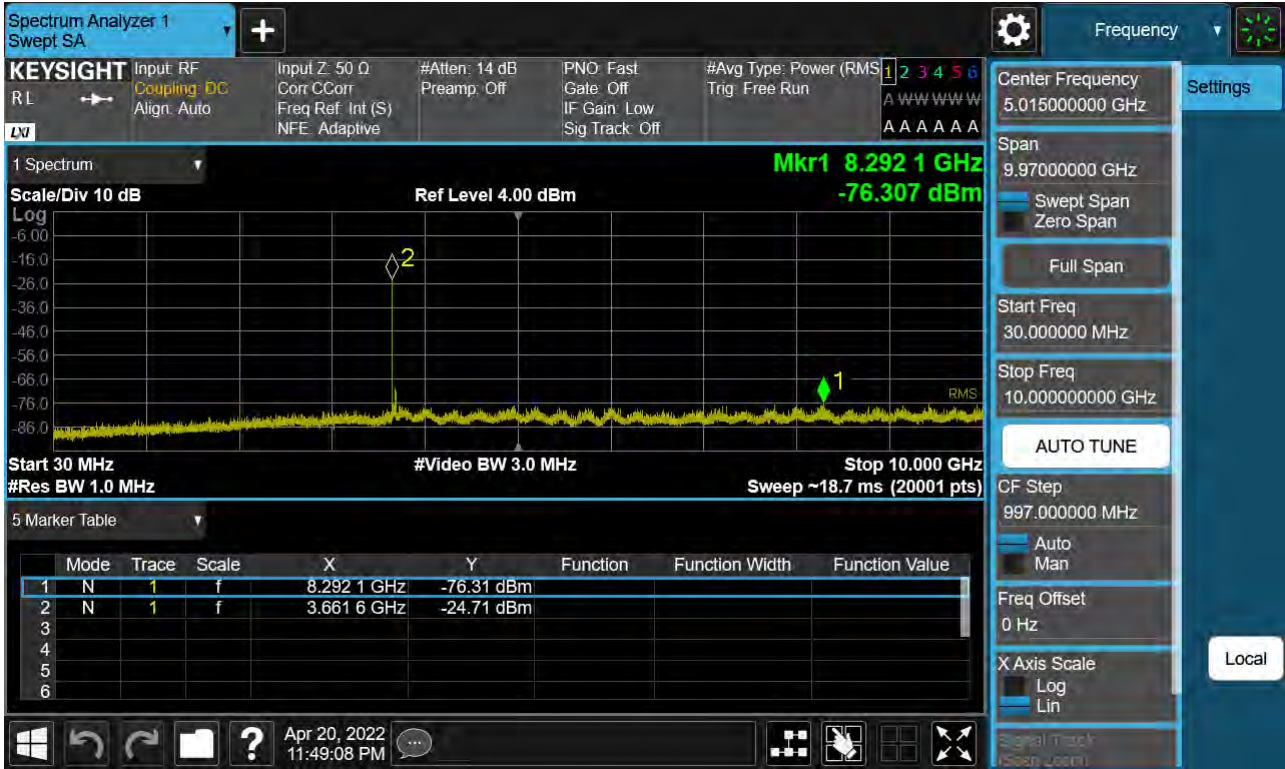 Spectrum Analyzer 1
Swept SA
Frequency
KEYSIGHT
RL
LXI
Input: RF
Coupling: DC
Align: Auto
Input Z: 50 Ω
Corr CCorr
Freq Ref: Int (S)
NFE: Adaptive
#Atten: 14 dB
Preamp: Off
PNO: Fast
Gate: Off
IF Gain: Low
Sig Track: Off
#Avg Type: Power (RMS
Trig: Free Run
1 2 3 4 5 6
A W W W W W
A A A A A A
1 Spectrum
Mkr1 8.292 1 GHz
-76.307 dBm
Scale/Div 10 dB
Ref Level 4.00 dBm
Log
-6.00
-16.0
-26.0
-36.0
-46.0
-56.0
-66.0
-76.0
-86.0
2
1
RMS
Start 30 MHz
#Video BW 3.0 MHz
Stop 10.000 GHz
#Res BW 1.0 MHz
Sweep ~18.7 ms (20001 pts)
5 Marker Table
Mode Trace Scale X Y Function Function Width Function Value
1 N 1 f 8.292 1 GHz -76.31 dBm
2 N 1 f 3.661 6 GHz -24.71 dBm
3
4
5
6
?
Apr 20, 2022
11:49:08 PM
Center Frequency
5.015000000 GHz
Settings
Span
9.97000000 GHz
Swept Span
Zero Span
Full Span
Start Freq
30.000000 MHz
Stop Freq
10.000000000 GHz
AUTO TUNE
CF Step
997.000000 MHz
Auto
Man
Freq Offset
0 Hz
X Axis Scale
Log
Lin
Local
Signal Track
(Span Zoom)